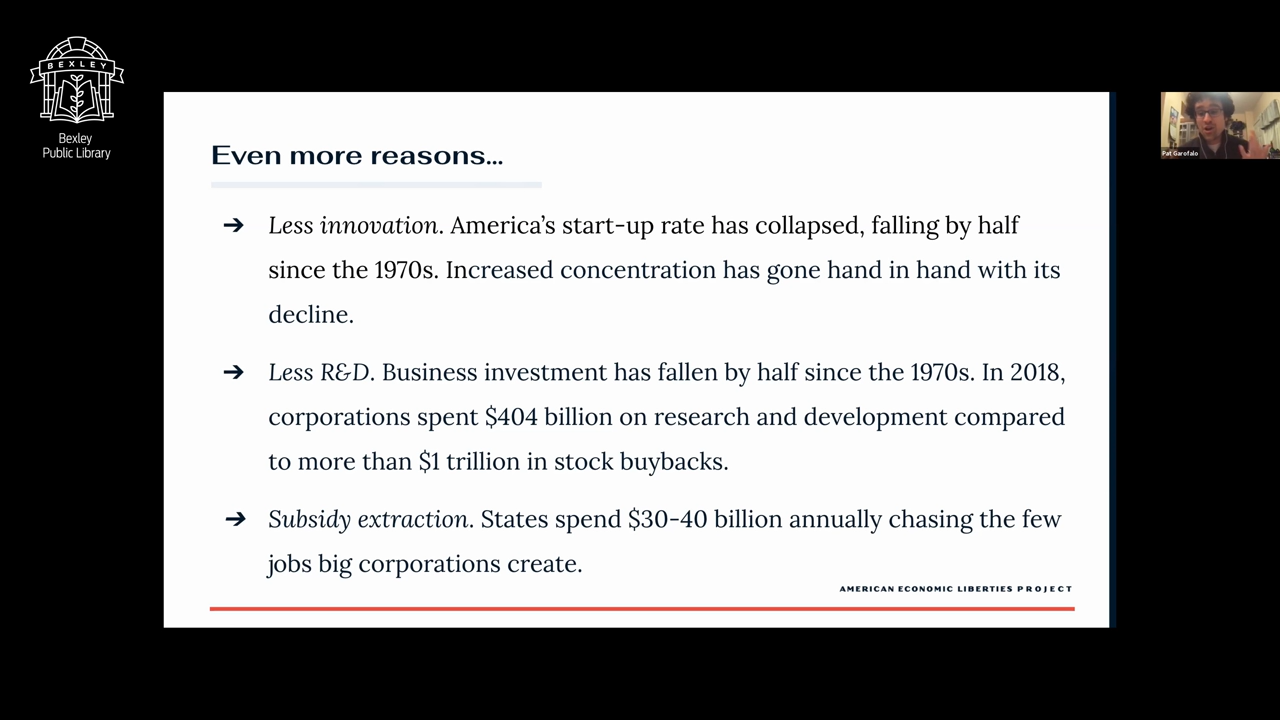 BEXLEY
Bexley
Public Library
Even more reasons...
➔ Less innovation. America’s start-up rate has collapsed, falling by half
since the 1970s. Increased concentration has gone hand in hand with its
decline.
➔ Less R&D. Business investment has fallen by half since the 1970s. In 2018,
corporations spent $404 billion on research and development compared
to more than $1 trillion in stock buybacks.
➔ Subsidy extraction. States spend $30-40 billion annually chasing the few
jobs big corporations create.
AMERICAN ECONOMIC LIBERTIES PROJECT
Pat Garofalo